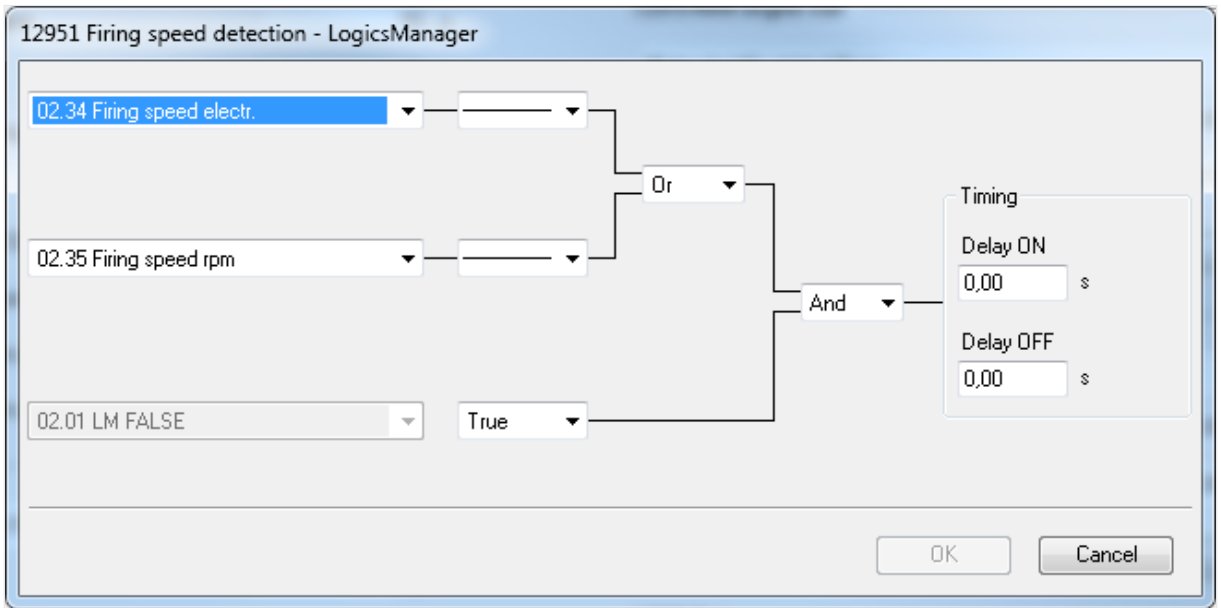 12951 Firing speed detection - LogicsManager
02.34 Firing speed electr.
Or
Timing
02.35 Firing speed rpm
Delay ON
0,00 s
And
Delay OFF
0,00 s
02.01 LM FALSE
True
OK
Cancel